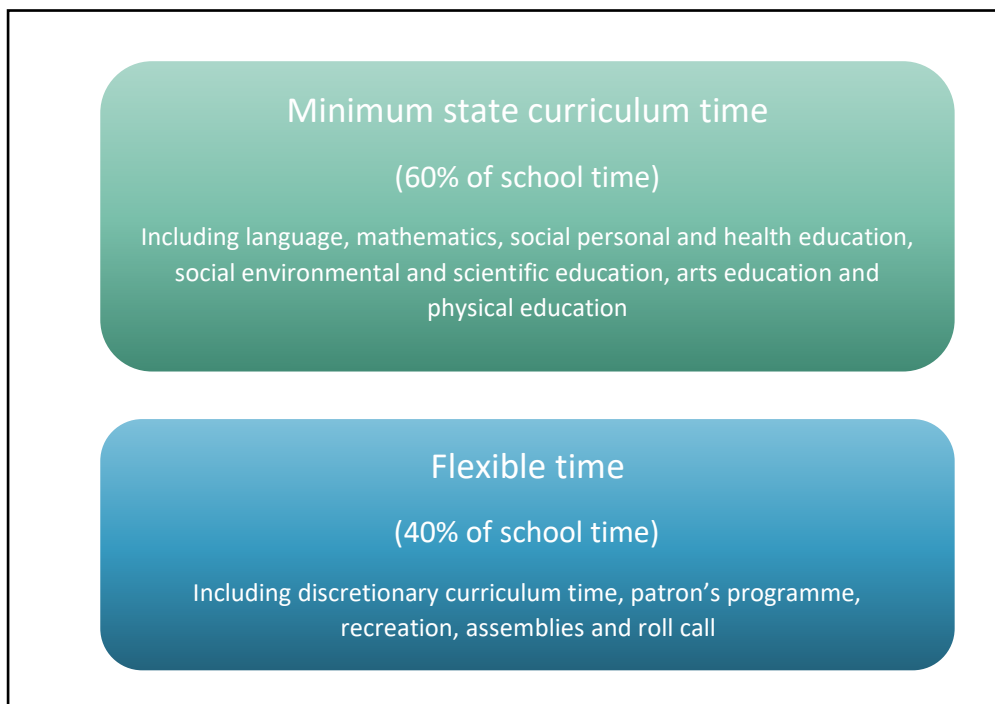 Minimum state curriculum time
(60% of school time)
Including language, mathematics, social personal and health education,
social environmental and scientific education, arts education and
physical education
Flexible time
(40% of school time)
Including discretionary curriculum time, patron’s programme,
recreation, assemblies and roll call